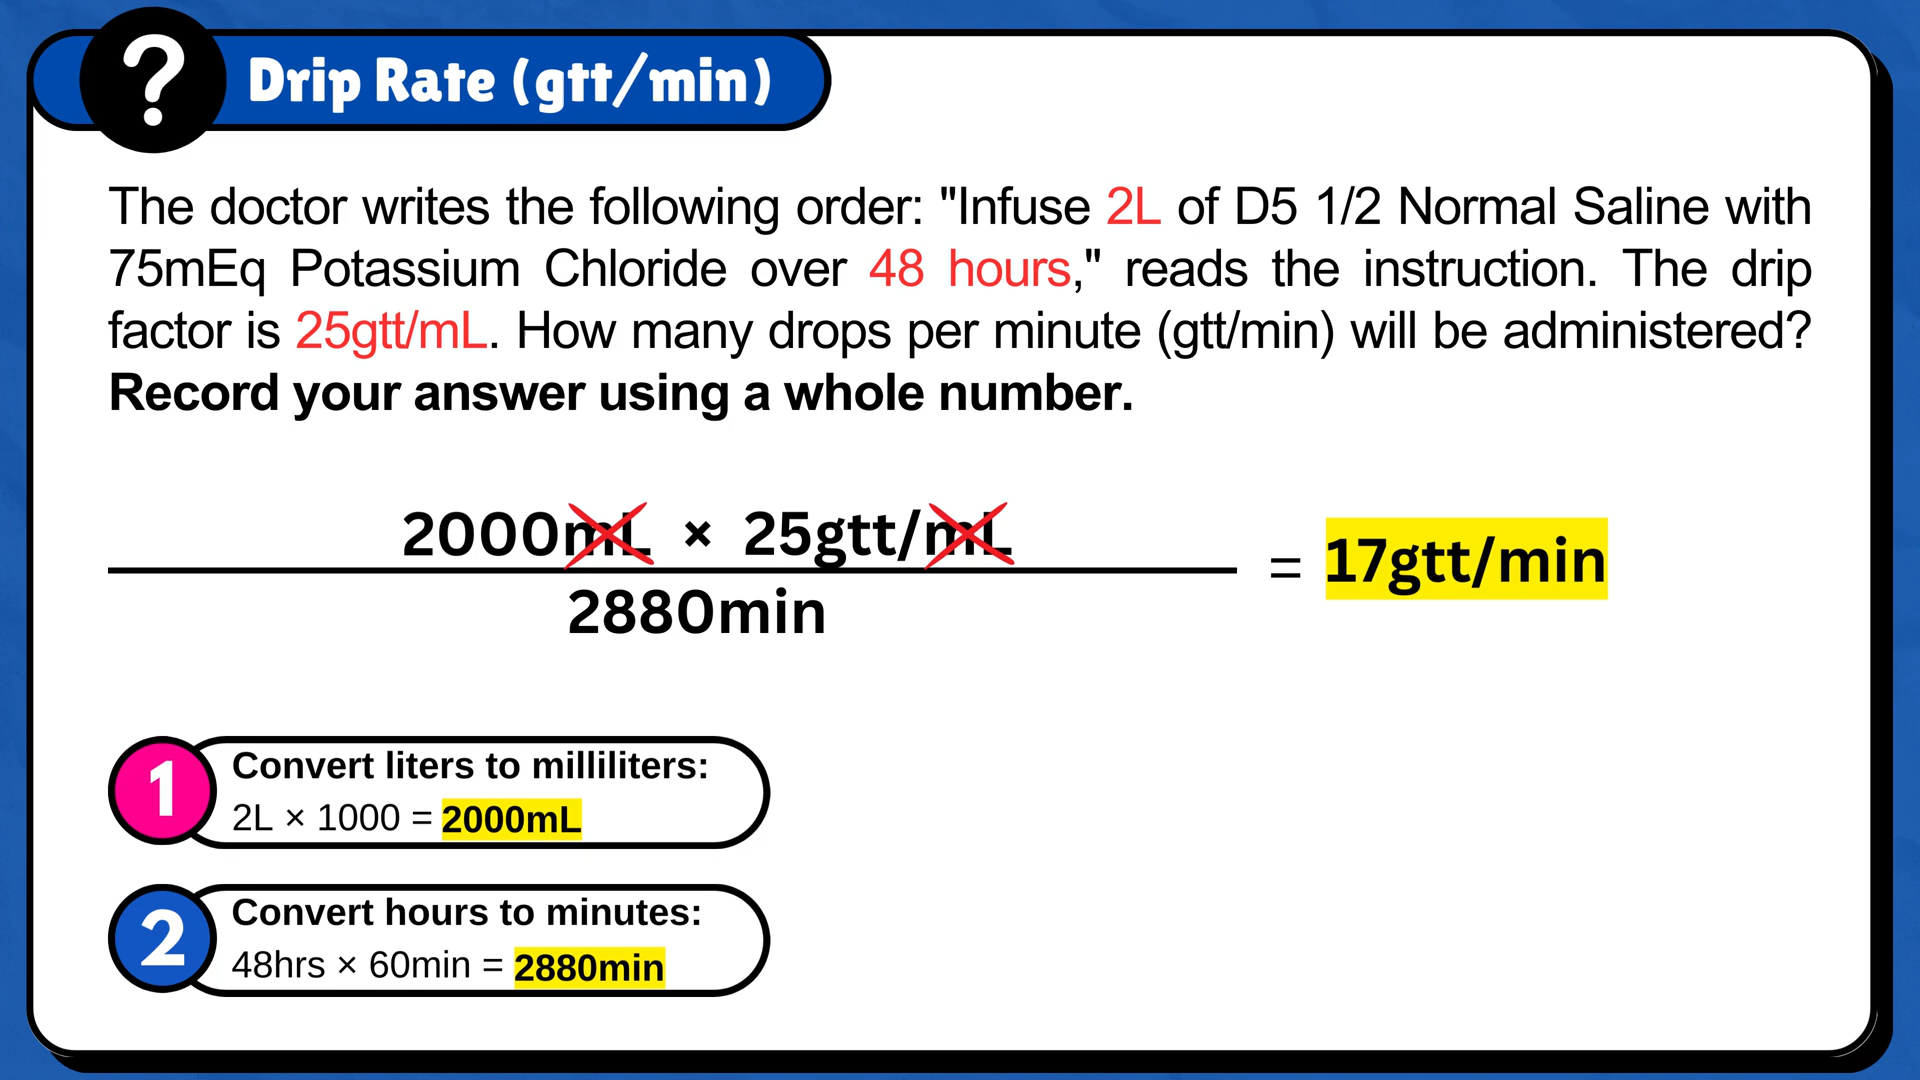 ?
Drip Rate (gtt/min)
The doctor writes the following order: "Infuse 2L of D5 1/2 Normal Saline with
75mEq Potassium Chloride over 48 hours," reads the instruction. The drip
factor is 25gtt/mL. How many drops per minute (gtt/min) will be administered?
Record your answer using a whole number.
2000mL × 25gtt/mL
2880min
= 17gtt/min
1
Convert liters to milliliters:
2L × 1000 = 2000mL
2
Convert hours to minutes:
48hrs × 60min = 2880min